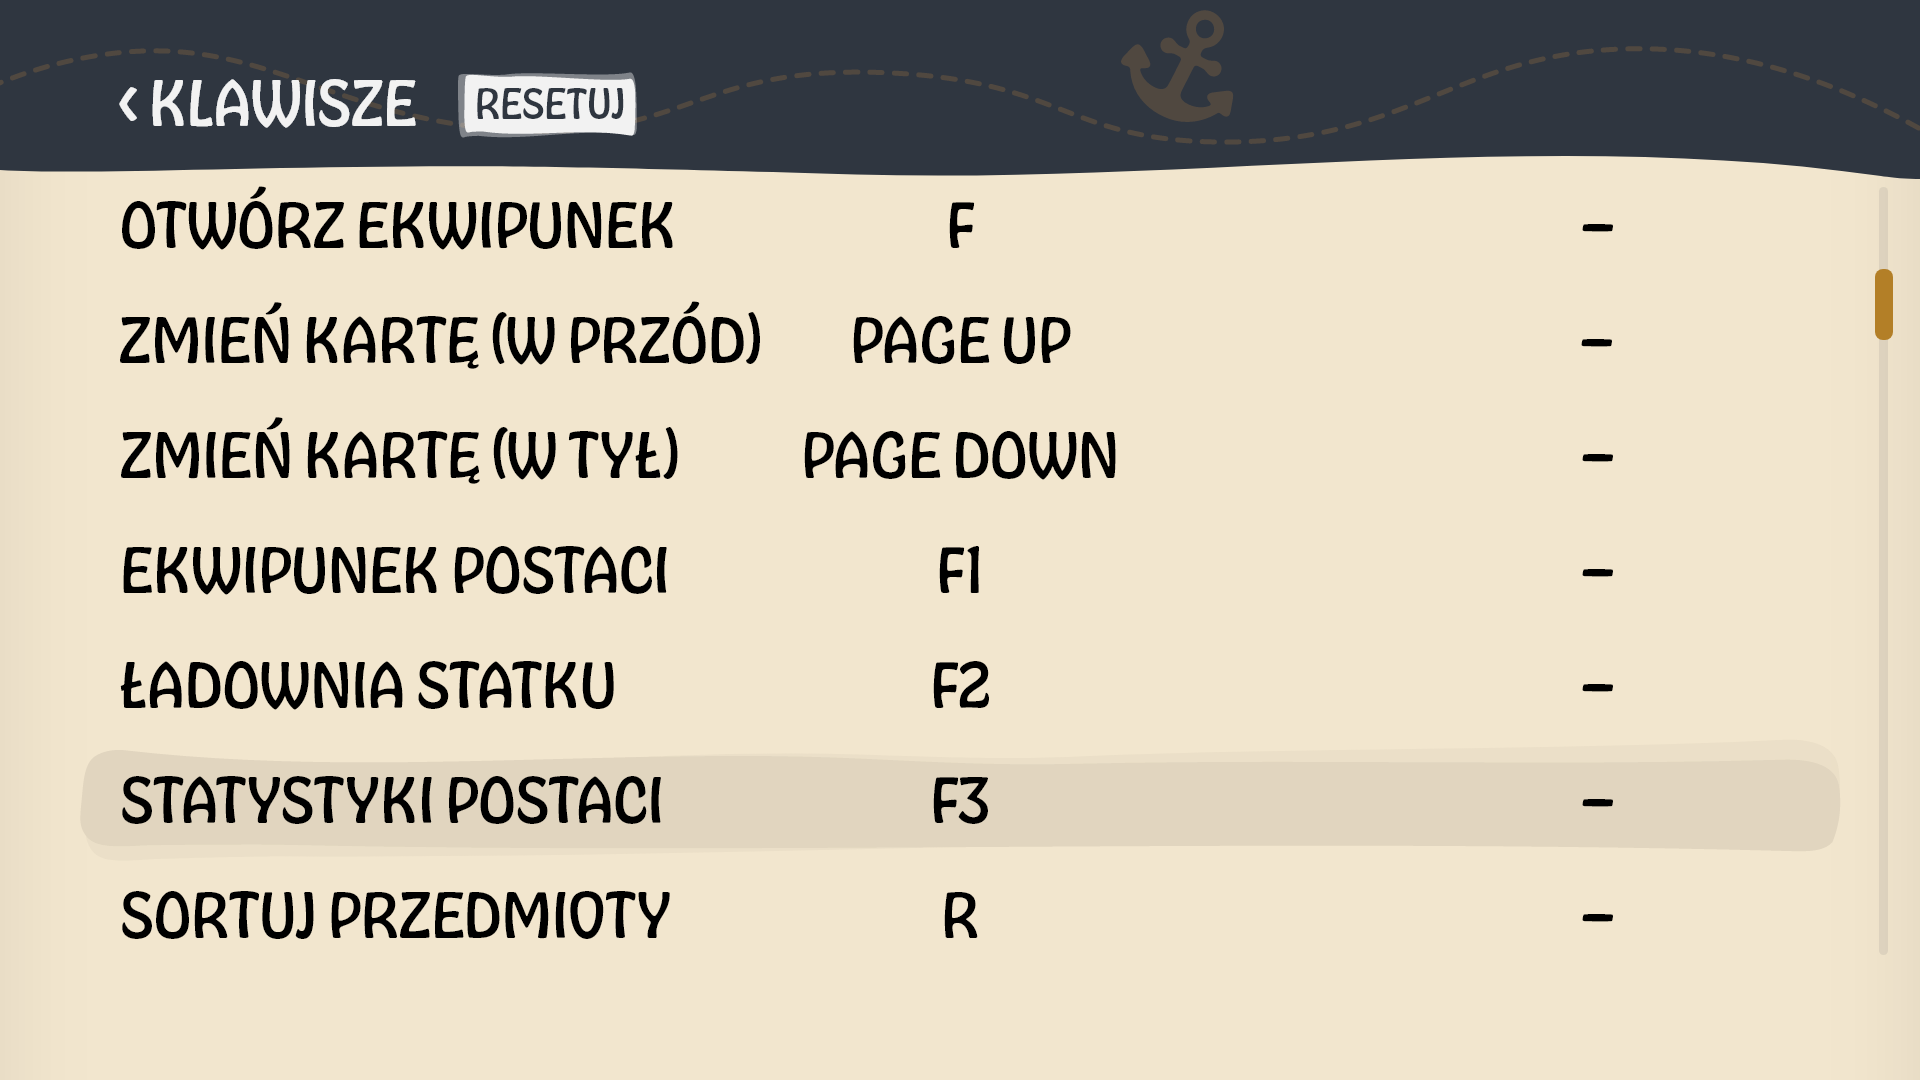 ‹ KLAWISZE RESETUJ
OTWÓRZ EKWIPUNEK F –
ZMIEŃ KARTĘ (W PRZÓD) PAGE UP –
ZMIEŃ KARTĘ (W TYŁ) PAGE DOWN –
EKWIPUNEK POSTACI F1 –
ŁADOWNIA STATKU F2 –
STATYSTYKI POSTACI F3 –
SORTUJ PRZEDMIOTY R –